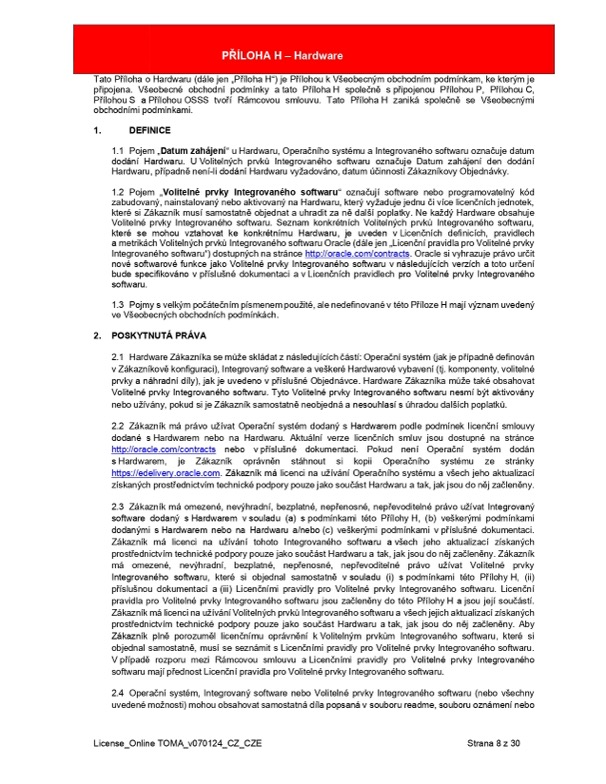 PŘÍLOHA H – Hardware
Tato Příloha o Hardwaru (dále jen „Příloha H“) je Přílohou k Všeobecným obchodním podmínkám, ke kterým je
připojena. Všeobecné obchodní podmínky a tato Příloha H společně s připojenou Přílohou P, Přílohou C,
Přílohou S a Přílohou OSSS tvoří Rámcovou smlouvu. Tato Příloha H zaniká společně se Všeobecnými
obchodními podmínkami.
1. DEFINICE
1.1 Pojem „Datum zahájení“ u Hardwaru, Operačního systému a Integrovaného softwaru označuje datum
dodání Hardwaru. U Volitelných prvků Integrovaného softwaru označuje Datum zahájení den dodání
Hardwaru, případně není-li dodání Hardwaru vyžadováno, datum účinnosti Zákazníkovy Objednávky.
1.2 Pojem „Volitelné prvky Integrovaného softwaru“ označují software nebo programovatelný kód
zabudovaný, nainstalovaný nebo aktivovaný na Hardwaru, který vyžaduje jednu či více licenčních jednotek,
které si Zákazník musí samostatně objednat a uhradit za ně další poplatky. Ne každý Hardware obsahuje
Volitelné prvky Integrovaného softwaru. Seznam konkrétních Volitelných prvků Integrovaného softwaru,
které se mohou vztahovat ke konkrétnímu Hardwaru, je uveden v Licenčních definicích, pravidlech
a metrikách Volitelných prvků Integrovaného softwaru Oracle (dále jen „Licenční pravidla pro Volitelné prvky
Integrovaného softwaru“) dostupných na stránce http://oracle.com/contracts. Oracle si vyhrazuje právo určit
nové softwarové funkce jako Volitelné prvky Integrovaného softwaru v následujících verzích a toto určení
bude specifikováno v příslušné dokumentaci a v Licenčních pravidlech pro Volitelné prvky Integrovaného
softwaru.
1.3 Pojmy s velkým počátečním písmenem použité, ale nedefinované v této Příloze H mají význam uvedený
ve Všeobecných obchodních podmínkách.
2. POSKYTNUTÁ PRÁVA
2.1 Hardware Zákazníka se může skládat z následujících částí: Operační systém (jak je případně definován
v Zákazníkově konfiguraci), Integrovaný software a veškeré Hardwarové vybavení (tj. komponenty, volitelné
prvky a náhradní díly), jak je uvedeno v příslušné Objednávce. Hardware Zákazníka může také obsahovat
Volitelné prvky Integrovaného softwaru. Tyto Volitelné prvky Integrovaného softwaru nesmí být aktivovány
nebo užívány, pokud si je Zákazník samostatně neobjedná a nesouhlasí s úhradou dalších poplatků.
2.2 Zákazník má právo užívat Operační systém dodaný s Hardwarem podle podmínek licenční smlouvy
dodané s Hardwarem nebo na Hardwaru. Aktuální verze licenčních smluv jsou dostupné na stránce
http://oracle.com/contracts nebo v příslušné dokumentaci. Pokud není Operační systém dodán
s Hardwarem, je Zákazník oprávněn stáhnout si kopii Operačního systému ze stránky
https://edelivery.oracle.com. Zákazník má licenci na užívání Operačního systému a všech jeho aktualizací
získaných prostřednictvím technické podpory pouze jako součást Hardwaru a tak, jak jsou do něj začleněny.
2.3 Zákazník má omezené, nevýhradní, bezplatné, nepřenosné, nepřevoditelné právo užívat Integrovaný
software dodaný s Hardwarem v souladu (a) s podmínkami této Přílohy H, (b) veškerými podmínkami
dodanými s Hardwarem nebo na Hardwaru a/nebo (c) veškerými podmínkami v příslušné dokumentaci.
Zákazník má licenci na užívání tohoto Integrovaného softwaru a všech jeho aktualizací získaných
prostřednictvím technické podpory pouze jako součást Hardwaru a tak, jak jsou do něj začleněny. Zákazník
má omezené, nevýhradní, bezplatné, nepřenosné, nepřevoditelné právo užívat Volitelné prvky
Integrovaného softwaru, které si objednal samostatně v souladu (i) s podmínkami této Přílohy H, (ii)
příslušnou dokumentací a (iii) Licenčními pravidly pro Volitelné prvky Integrovaného softwaru. Licenční
pravidla pro Volitelné prvky Integrovaného softwaru jsou začleněny do této Přílohy H a jsou její součástí.
Zákazník má licenci na užívání Volitelných prvků Integrovaného softwaru a všech jejich aktualizací získaných
prostřednictvím technické podpory pouze jako součást Hardwaru a tak, jak jsou do něj začleněny. Aby
Zákazník plně porozuměl licenčnímu oprávnění k Volitelným prvkům Integrovaného softwaru, které si
objednal samostatně, musí se seznámit s Licenčními pravidly pro Volitelné prvky Integrovaného softwaru.
V případě rozporu mezi Rámcovou smlouvu a Licenčními pravidly pro Volitelné prvky Integrovaného
softwaru mají přednost Licenční pravidla pro Volitelné prvky Integrovaného softwaru.
2.4 Operační systém, Integrovaný software nebo Volitelné prvky Integrovaného softwaru (nebo všechny
uvedené možnosti) mohou obsahovat samostatná díla popsaná v souboru readme, souboru oznámení nebo
License_Online TOMA_v070124_CZ_CZE
Strana 8 z 30